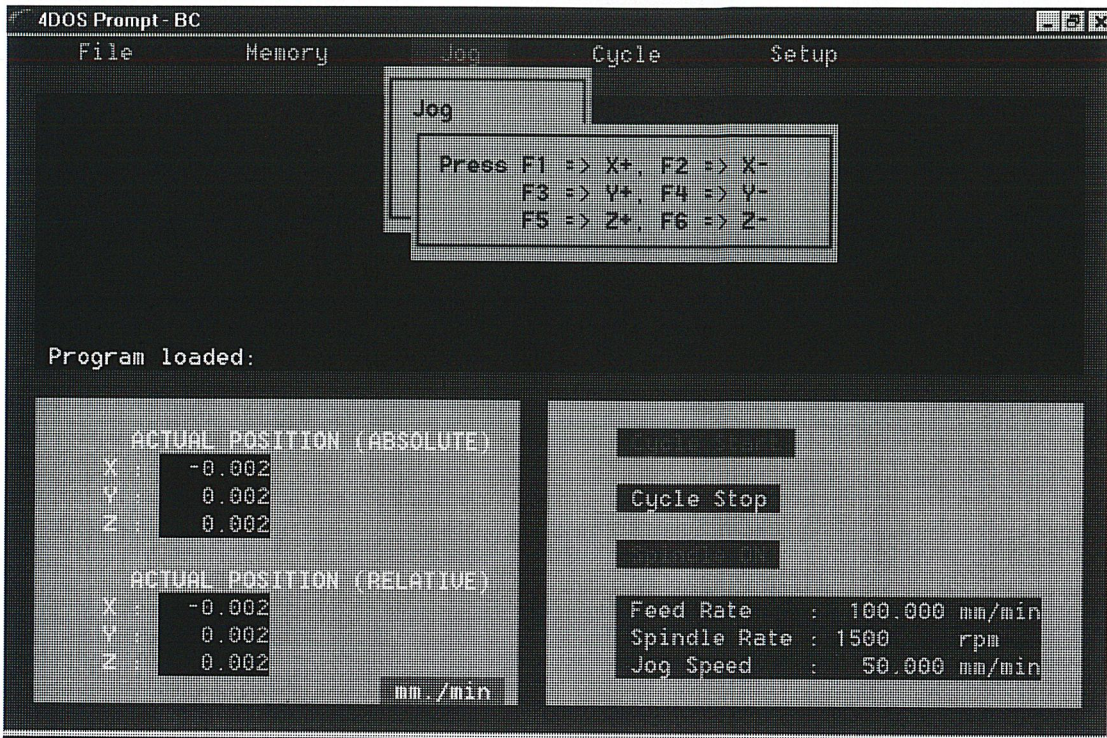 4DOS Prompt - BC
File Memory Jog Cycle Setup
Jog
Press F1 => X+, F2 => X-
F3 => Y+, F4 => Y-
F5 => Z+, F6 => Z-
Program loaded:
ACTUAL POSITION (ABSOLUTE)
X : -0.002
Y : 0.002
Z : 0.002
ACTUAL POSITION (RELATIVE)
X : -0.002
Y : 0.002
Z : 0.002
mm./min
Cycle Start
Cycle Stop
Spindle ON
Feed Rate : 100.000 mm/min
Spindle Rate : 1500 rpm
Jog Speed : 50.000 mm/min